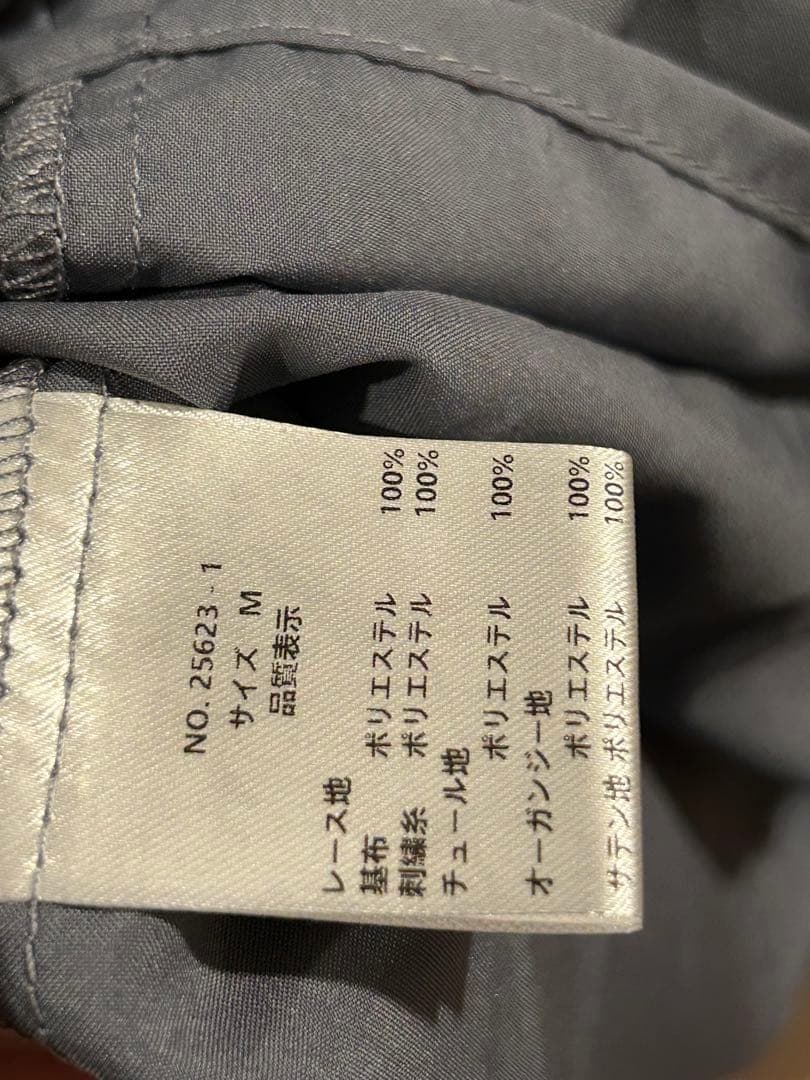 NO. 25623-1
サイズ M
品質表示
レース地
基布 ポリエステル 100%
刺繍糸 ポリエステル 100%
チュール地
ポリエステル 100%
オーガンジー地
ポリエステル 100%
サテン地 ポリエステル 100%